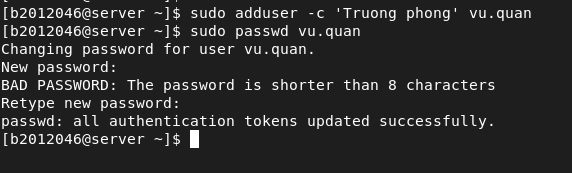 [b2012046@server ~]$ sudo adduser -c 'Truong phong' vu.quan
[b2012046@server ~]$ sudo passwd vu.quan
Changing password for user vu.quan.
New password:
BAD PASSWORD: The password is shorter than 8 characters
Retype new password:
passwd: all authentication tokens updated successfully.
[b2012046@server ~]$